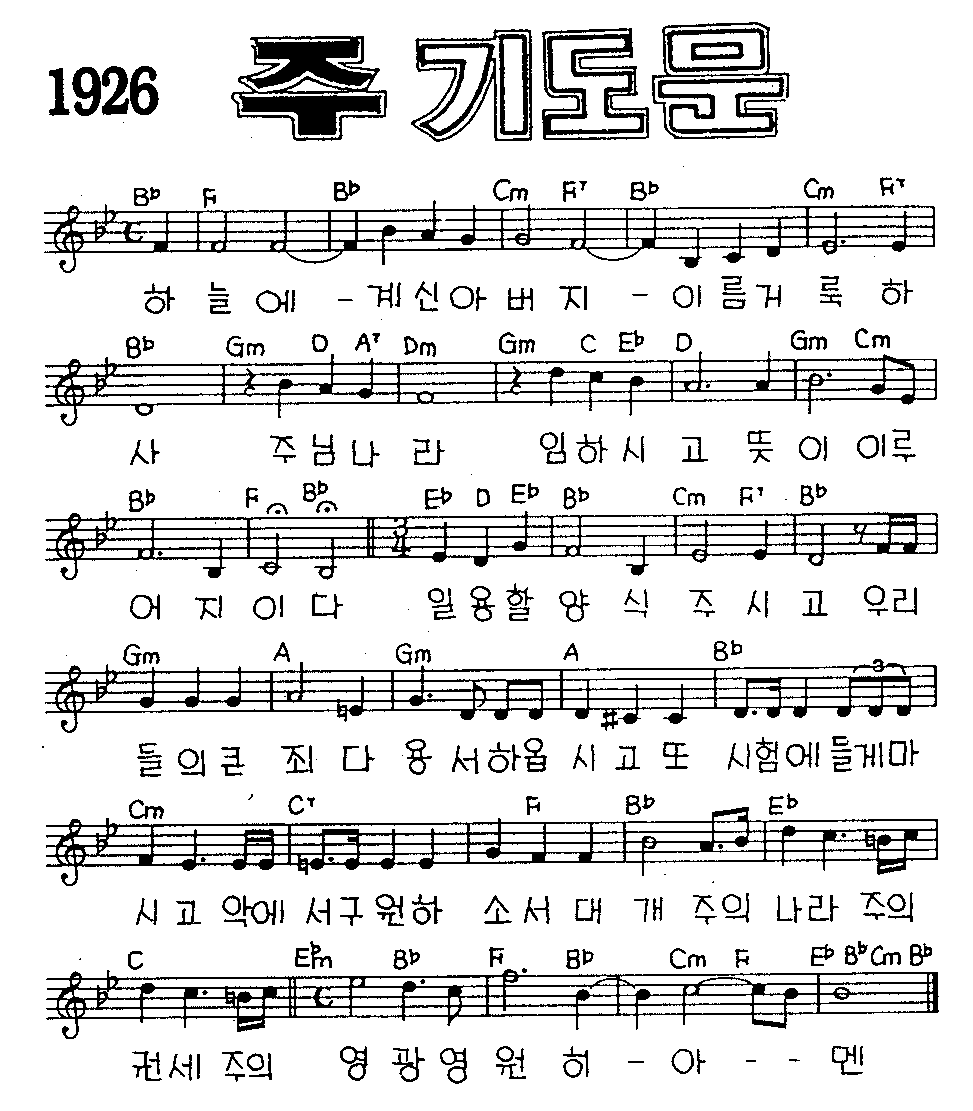 1926 주기도문
B♭ F B♭ Cm F7 B♭ Cm F7
하 늘 에 - 계 신 아 버 지 - 이 름 거 룩 하
B♭ Gm D A7 Dm Gm C E♭ D Gm Cm
사 주 님 나 라 임 하 시 고 뜻 이 이루
B♭ F B♭ E♭ D E♭ B♭ Cm F7 B♭
3/4
어 지 이 다 일 용 할 양 식 주 시 고 우리
Gm A Gm A B♭
3
들 의 큰 죄 다 용 서 하옵 시 고 또 시험에 들게마
Cm C7 F B♭ E♭
시 고 악에 서구 원 하 소 서 대 개 주의 나 라 주의
C E♭m B♭ F B♭ Cm F E♭ B♭ Cm B♭
권 세 주의 영 광 영 원 히 - 아 - - 멘